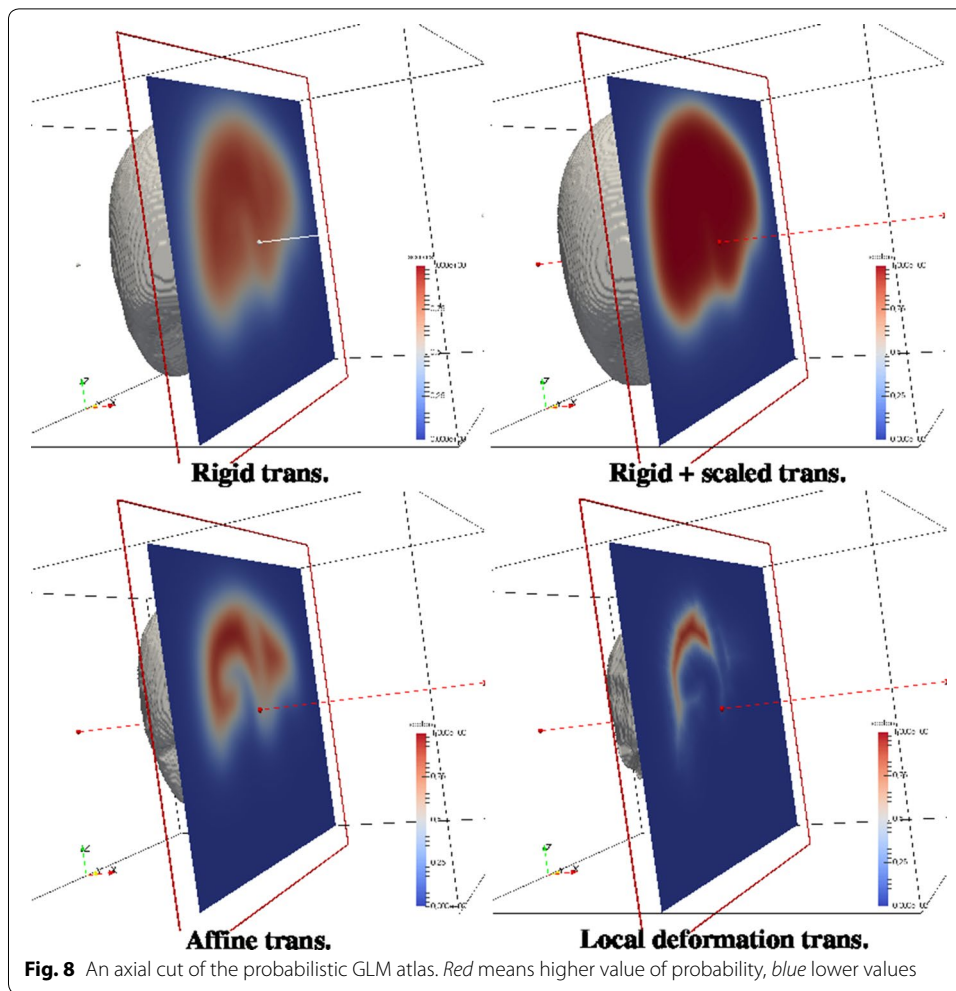 Rigid trans.
Rigid + scaled trans.
Affine trans.
Local deformation trans.
Fig. 8 An axial cut of the probabilistic GLM atlas. Red means higher value of probability, blue lower values